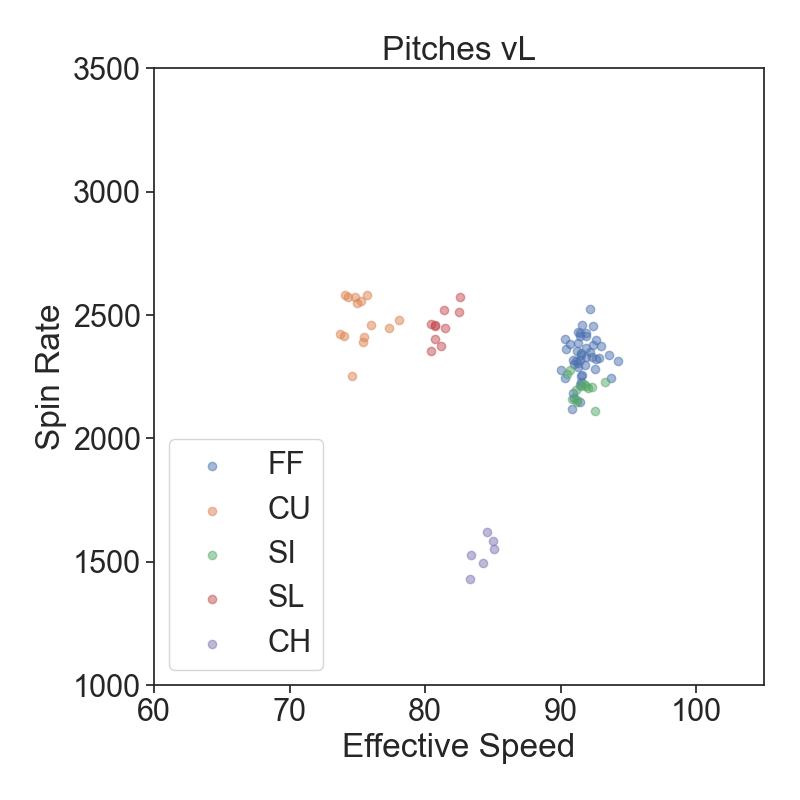 Pitches vL
3500
3000
2500
2000
1500
1000
Spin Rate
FF
CU
SI
SL
CH
60 70 80 90 100
Effective Speed